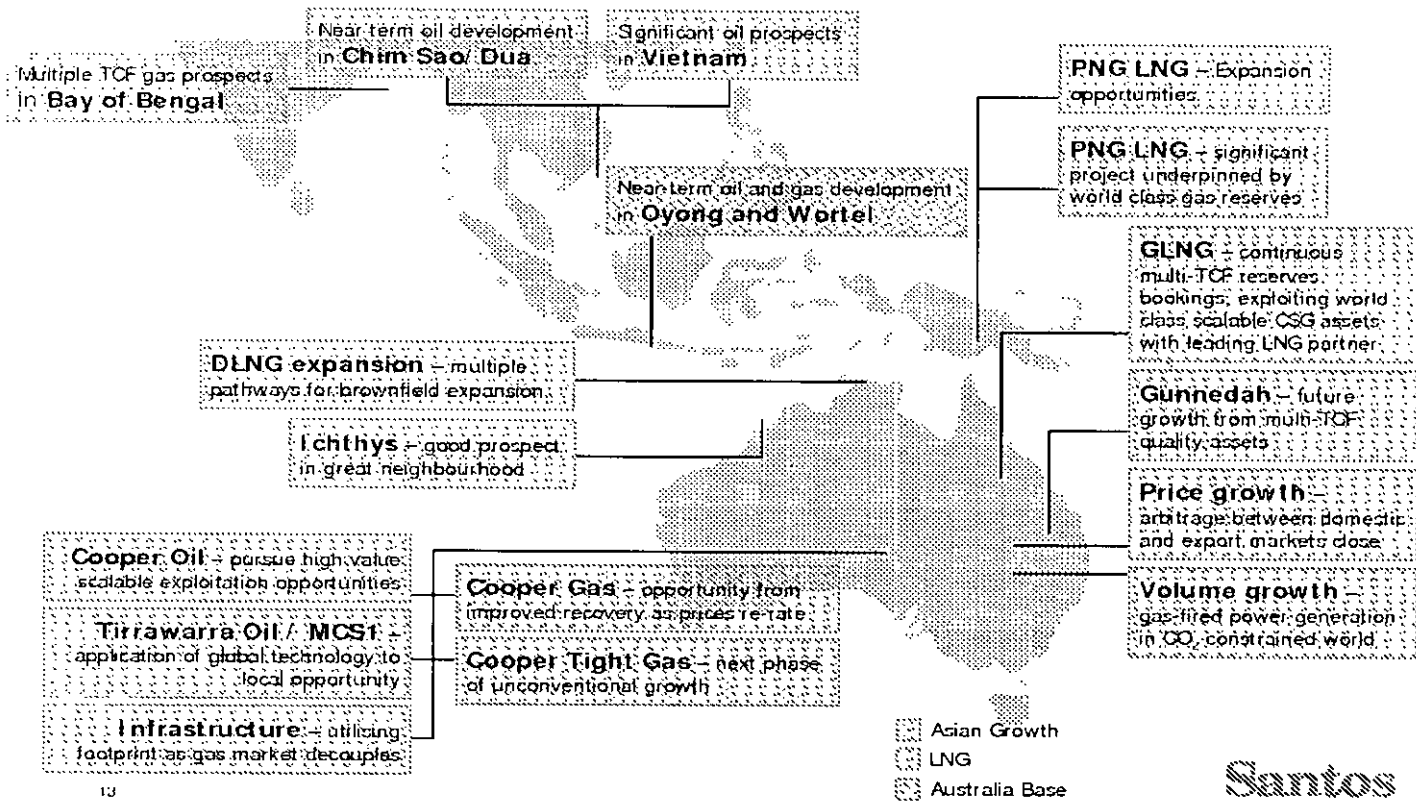 Near term oil development
in Chim Sao/ Dua
Significant oil prospects
in Vietnam
Multiple TCF gas prospects
in Bay of Bengal
PNG LNG – Expansion
opportunities
PNG LNG – significant
project underpinned by
world class gas reserves
Near-term oil and gas development
in Oyong and Wortel
GLNG – continuous
multi-TCF reserves
bookings, exploiting world
class scalable CSG assets
with leading LNG partner
DLNG expansion – multiple
pathways for brownfield expansion
Gunnedah – future
growth from multi-TCF
quality assets
Ichthys – good prospect
in great neighbourhood
Price growth –
arbitrage between domestic
and export markets close
Cooper Oil – pursue high value
scalable exploitation opportunities
Cooper Gas – opportunity from
improved recovery as prices re-rate
Volume growth –
gas-fired power generation
in CO₂ constrained world
Tirrawarra Oil / MCS1 –
application of global technology to
local opportunity
Cooper Tight Gas – next phase
of unconventional growth
Infrastructure – utilising
footprint as gas market decouples
Asian Growth
LNG
Australia Base
13
Santos